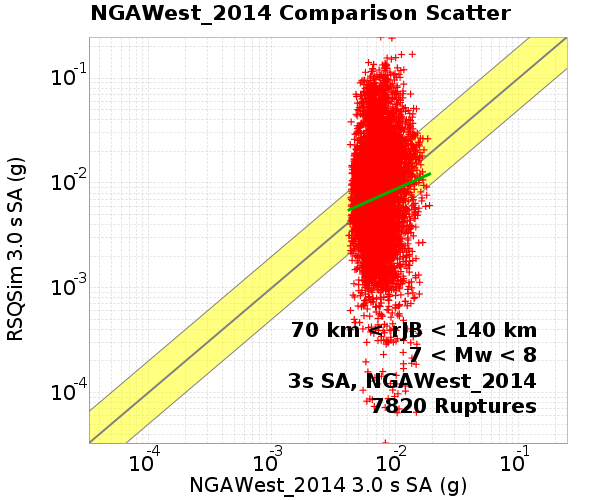 NGAWest_2014 Comparison Scatter
RSQSim 3.0 s SA (g)
10-1
10-2
10-3
10-4
70 km < rJB < 140 km
7 < Mw < 8
3s SA, NGAWest_2014
7820 Ruptures
10-4 10-3 10-2 10-1
NGAWest_2014 3.0 s SA (g)